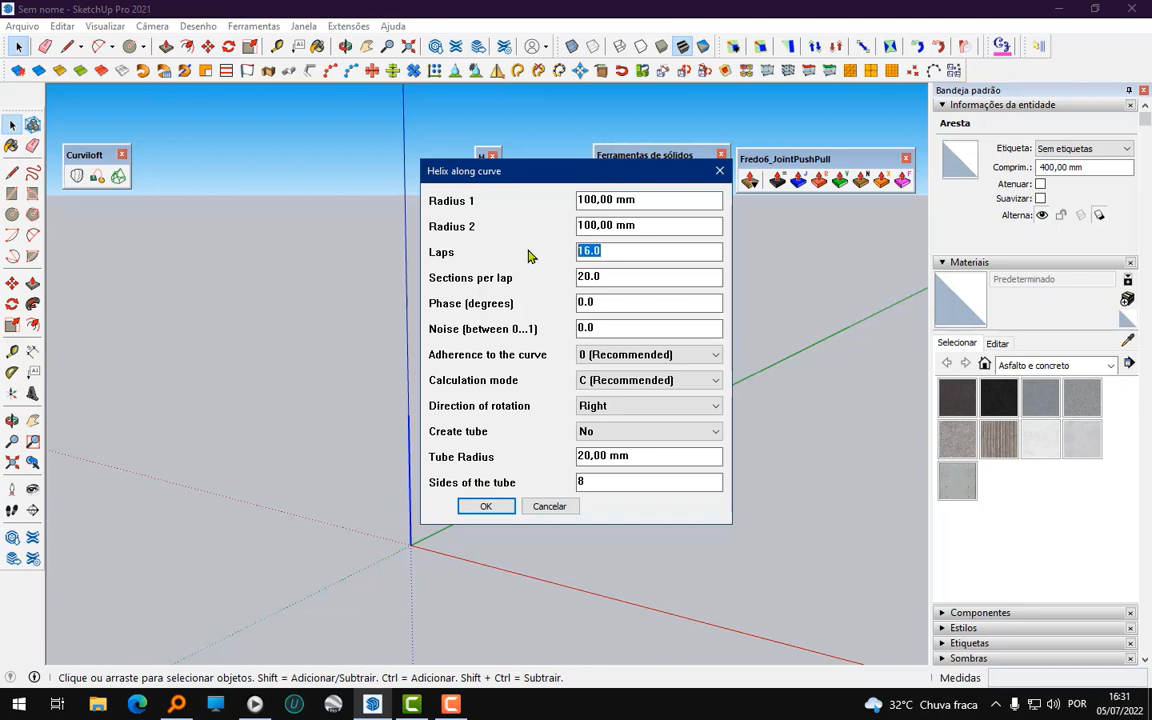 Sem nome - SketchUp Pro 2021
Arquivo Editar Visualizar Câmera Desenho Ferramentas Janela Extensões Ajuda
Curviloft
H
Ferramentas de sólidos
Fredo6_JointPushPull
Helix along curve
Radius 1 100,00 mm
Radius 2 100,00 mm
Laps 16.0
Sections per lap 20.0
Phase (degrees) 0.0
Noise (between 0...1) 0.0
Adherence to the curve 0 (Recommended)
Calculation mode C (Recommended)
Direction of rotation Right
Create tube No
Tube Radius 20,00 mm
Sides of the tube 8
OK Cancelar
Bandeja padrão
Informações da entidade
Aresta
Etiqueta: Sem etiquetas
Comprim.: 400,00 mm
Atenuar:
Suavizar:
Alterna:
Materiais
Predeterminado
Selecionar Editar
Asfalto e concreto
Componentes
Estilos
Etiquetas
Sombras
Clique ou arraste para selecionar objetos. Shift = Adicionar/Subtrair. Ctrl = Adicionar. Shift + Ctrl = Subtrair.
Medidas
32°C Chuva fraca
POR
16:31
05/07/2022